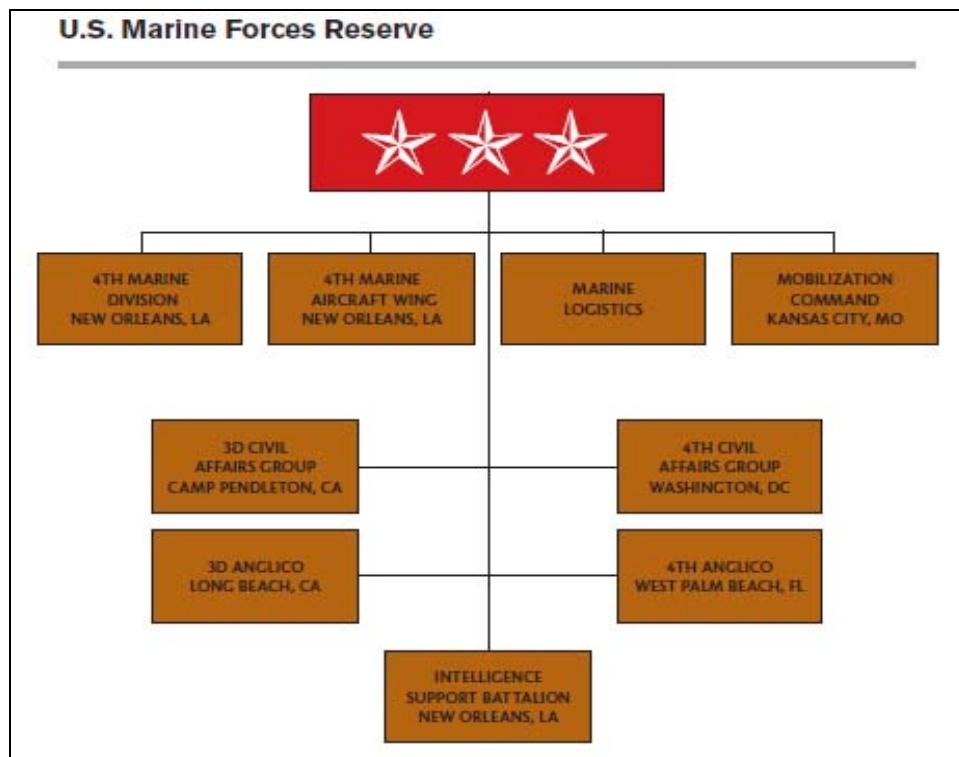 U.S. Marine Forces Reserve
4TH MARINE
DIVISION
NEW ORLEANS, LA
4TH MARINE
AIRCRAFT WING
NEW ORLEANS, LA
MARINE
LOGISTICS
MOBILIZATION
COMMAND
KANSAS CITY, MO
3D CIVIL
AFFAIRS GROUP
CAMP PENDLETON, CA
4TH CIVIL
AFFAIRS GROUP
WASHINGTON, DC
3D ANGLICO
LONG BEACH, CA
4TH ANGLICO
WEST PALM BEACH, FL
INTELLIGENCE
SUPPORT BATTALION
NEW ORLEANS, LA